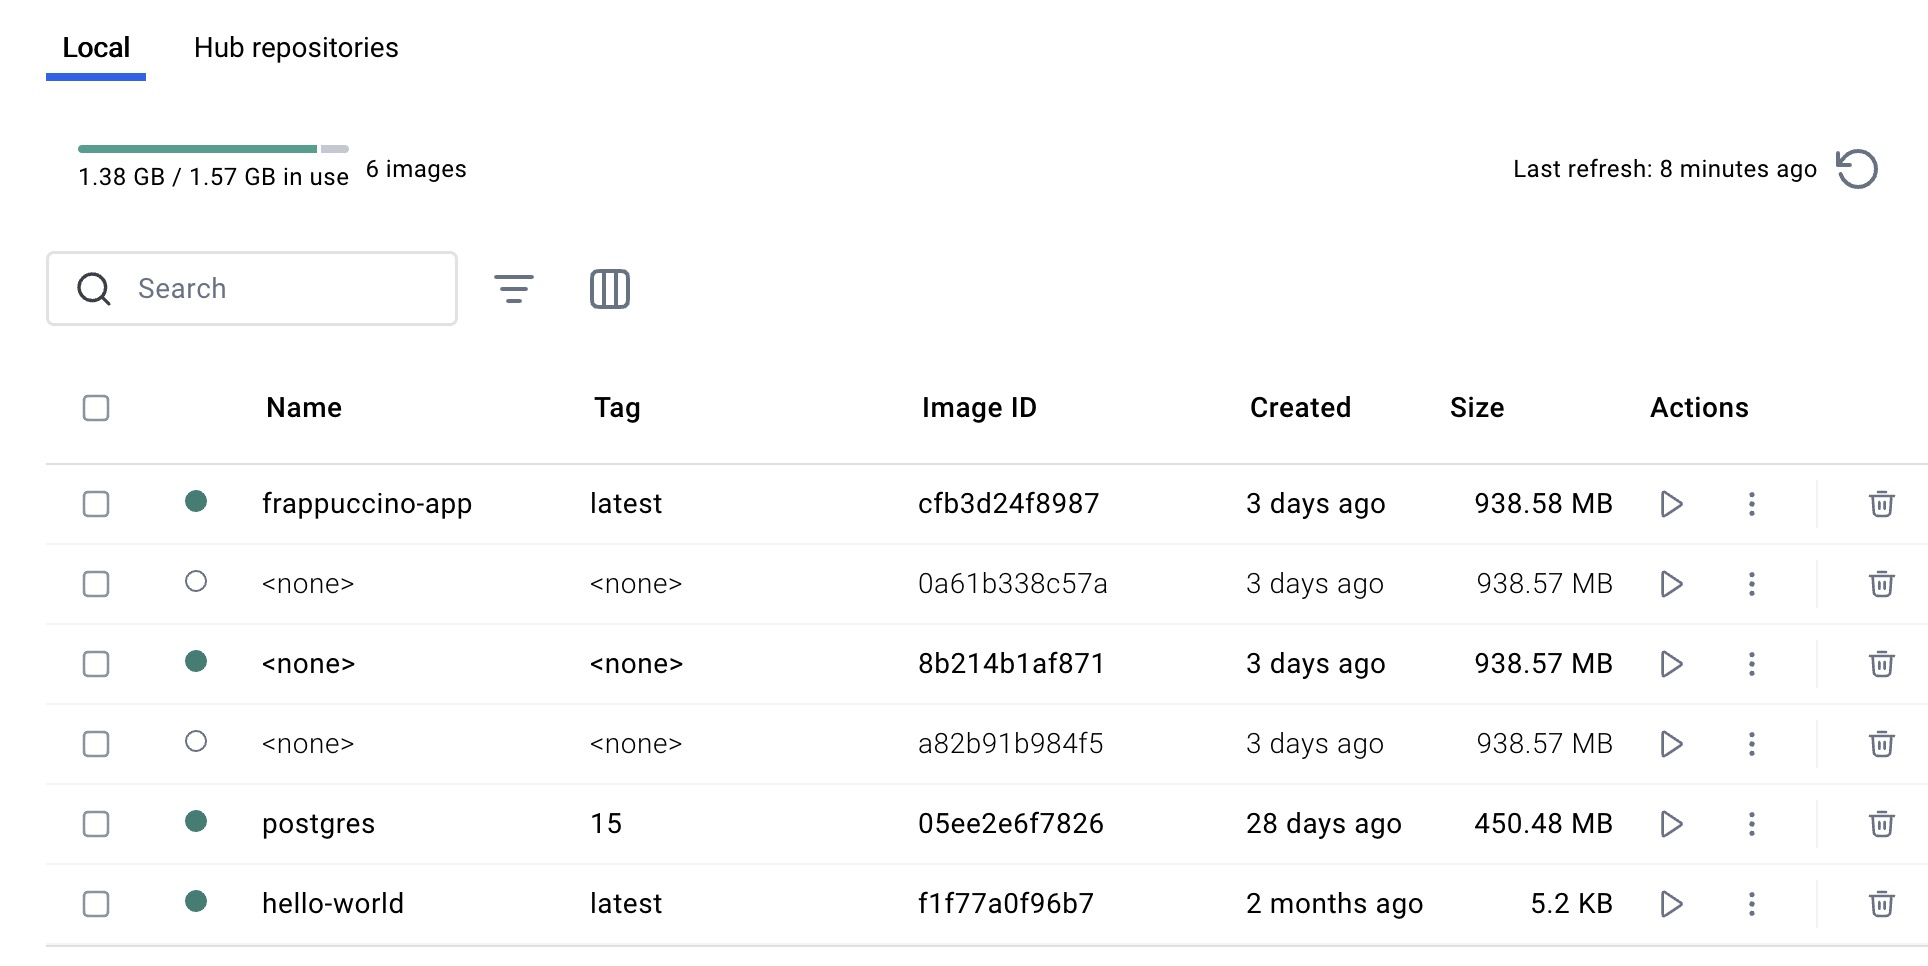 Local Hub repositories
1.38 GB / 1.57 GB in use 6 images Last refresh: 8 minutes ago
Search
Name Tag Image ID Created Size Actions
frappuccino-app latest cfb3d24f8987 3 days ago 938.58 MB
<none> <none> 0a61b338c57a 3 days ago 938.57 MB
<none> <none> 8b214b1af871 3 days ago 938.57 MB
<none> <none> a82b91b984f5 3 days ago 938.57 MB
postgres 15 05ee2e6f7826 28 days ago 450.48 MB
hello-world latest f1f77a0f96b7 2 months ago 5.2 KB